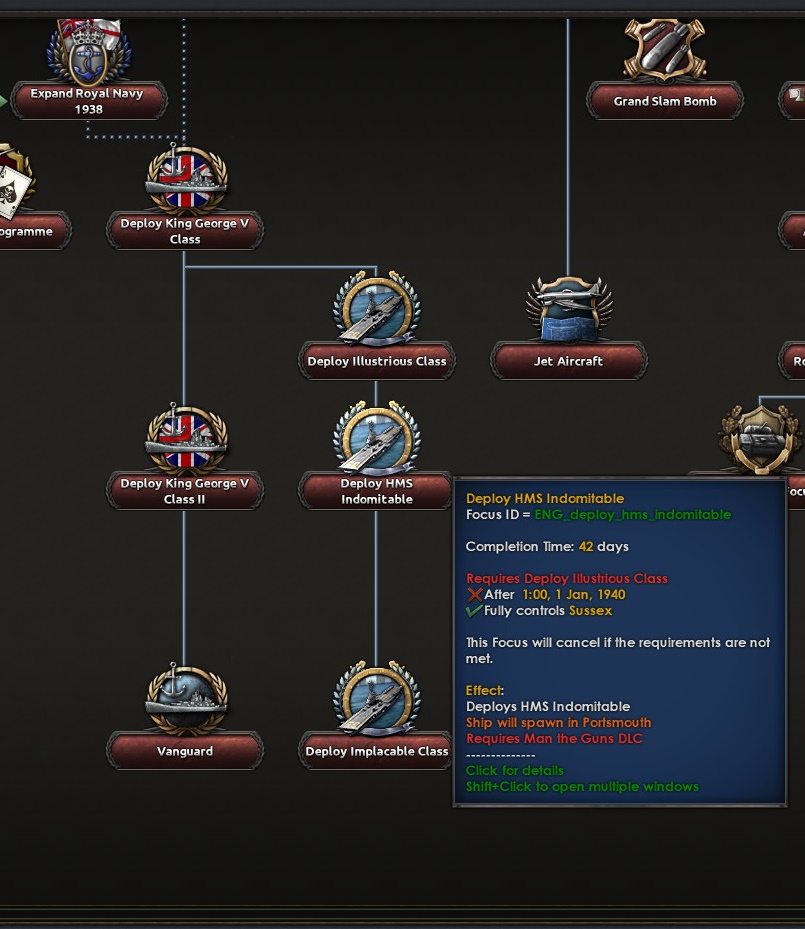 Expand Royal Navy
1938
Grand Slam Bomb
ogramme
Deploy King George V
Class
Deploy Illustrious Class
Jet Aircraft
Deploy King George V
Class II
Deploy HMS
Indomitable
Deploy HMS Indomitable
Focus ID = ENG_deploy_hms_indomitable
Completion Time: 42 days
Requires Deploy Illustrious Class
After 1:00, 1 Jan, 1940
Fully controls Sussex
This Focus will cancel if the requirements are not
met.
Effect:
Deploys HMS Indomitable
Ship will spawn in Portsmouth
Requires Man the Guns DLC
--------------
Click for details
Shift+Click to open multiple windows
Vanguard
Deploy Implacable Class